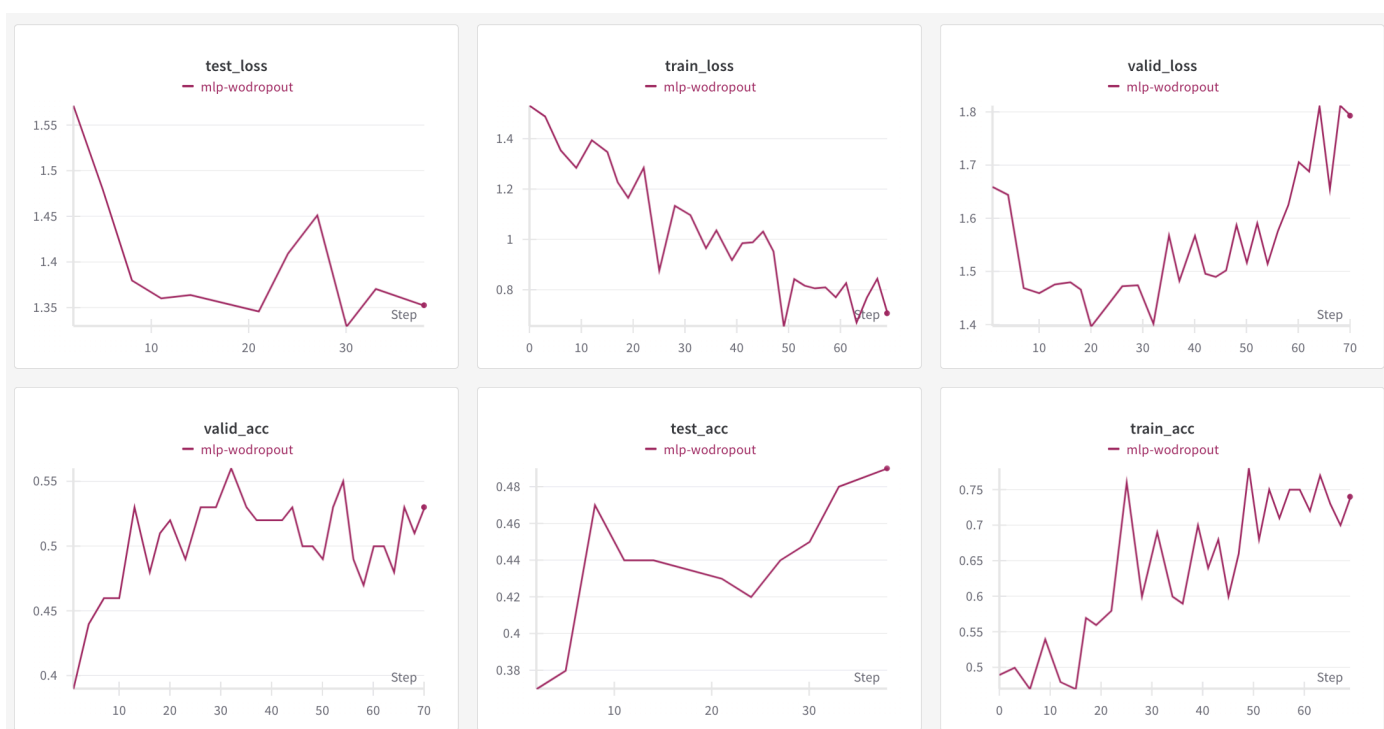 test_loss
mlp-wodropout
1.55
1.5
1.45
1.4
1.35
Step
10 20 30
train_loss
mlp-wodropout
1.4
1.2
1
0.8
Step
0 10 20 30 40 50 60
valid_loss
mlp-wodropout
1.8
1.7
1.6
1.5
1.4
Step
10 20 30 40 50 60 70
valid_acc
mlp-wodropout
0.55
0.5
0.45
0.4
Step
10 20 30 40 50 60 70
test_acc
mlp-wodropout
0.48
0.46
0.44
0.42
0.4
0.38
Step
10 20 30
train_acc
mlp-wodropout
0.75
0.7
0.65
0.6
0.55
0.5
Step
0 10 20 30 40 50 60